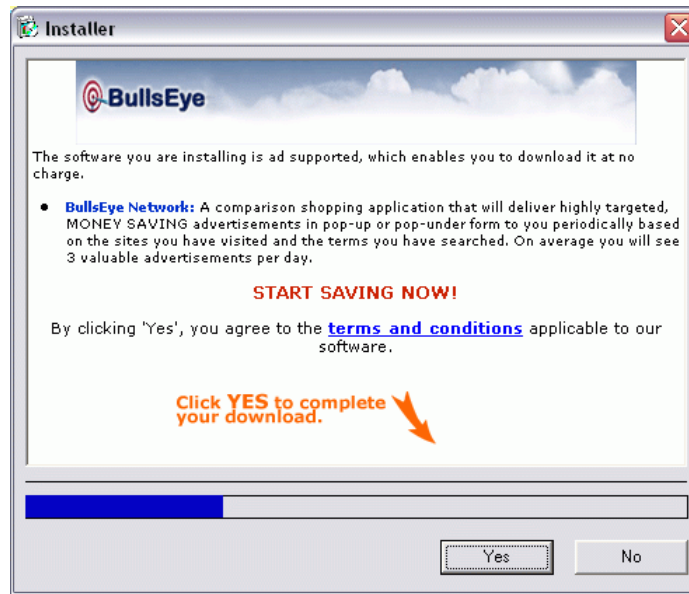 Installer
BullsEye
The software you are installing is ad supported, which enables you to download it at no
charge.
• BullsEye Network: A comparison shopping application that will deliver highly targeted,
MONEY SAVING advertisements in pop-up or pop-under form to you periodically based
on the sites you have visited and the terms you have searched. On average you will see
3 valuable advertisements per day.
START SAVING NOW!
By clicking 'Yes', you agree to the terms and conditions applicable to our
software.
Click YES to complete
your download.
Yes
No